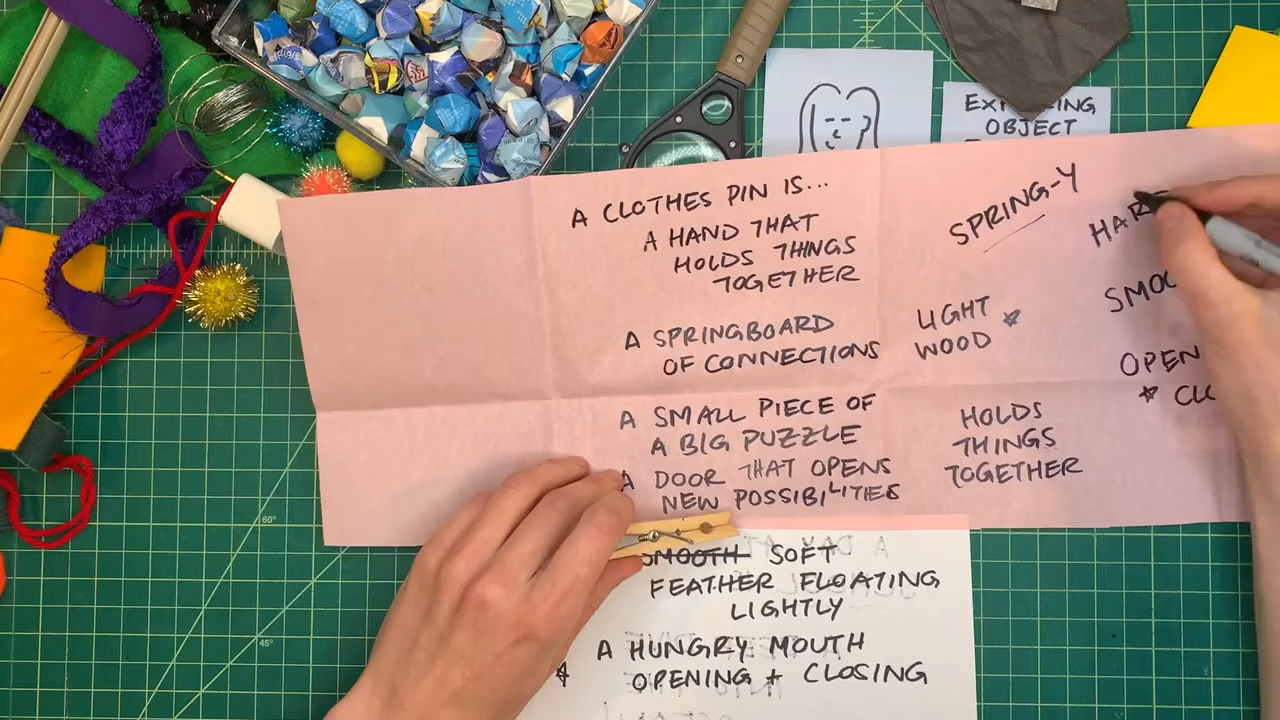 OBJECT
A CLOTHES PIN IS...
A HAND THAT
HOLDS THINGS
TOGETHER
A SPRINGBOARD
OF CONNECTIONS
A SMALL PIECE OF
A BIG PUZZLE
A DOOR THAT OPENS
NEW POSSIBILITIES
SPRING-Y
LIGHT
WOOD
HOLDS
THINGS
TOGETHER
OPEN
SMOOTH SOFT
FEATHER FLOATING
LIGHTLY
A HUNGRY MOUTH
OPENING + CLOSING